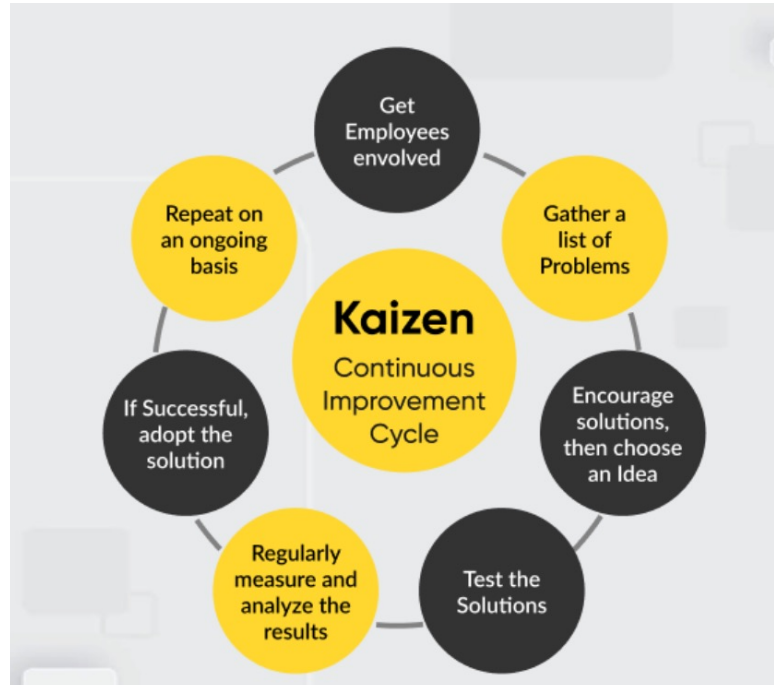 Get
Employees
envolved
Gather a
list of
Problems
Encourage
solutions,
then choose
an Idea
Test the
Solutions
Regularly
measure and
analyze the
results
If Successful,
adopt the
solution
Repeat on
an ongoing
basis
Kaizen
Continuous
Improvement
Cycle